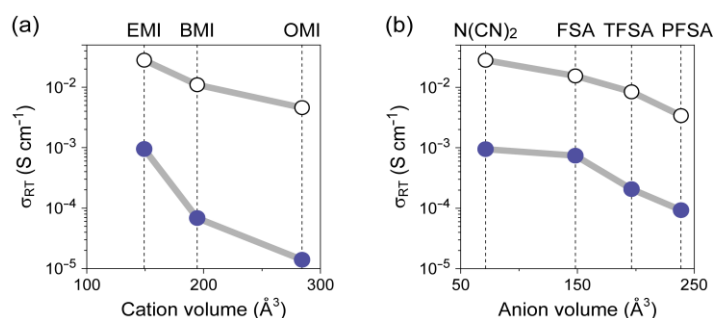 (a) EMI BMI OMI
σRT (S cm⁻¹)
10⁻²
10⁻³
10⁻⁴
10⁻⁵
100 200 300
Cation volume (Å³)
(b) N(CN)₂ FSA TFSA PFSA
σRT (S cm⁻¹)
10⁻²
10⁻³
10⁻⁴
10⁻⁵
50 150 250
Anion volume (Å³)